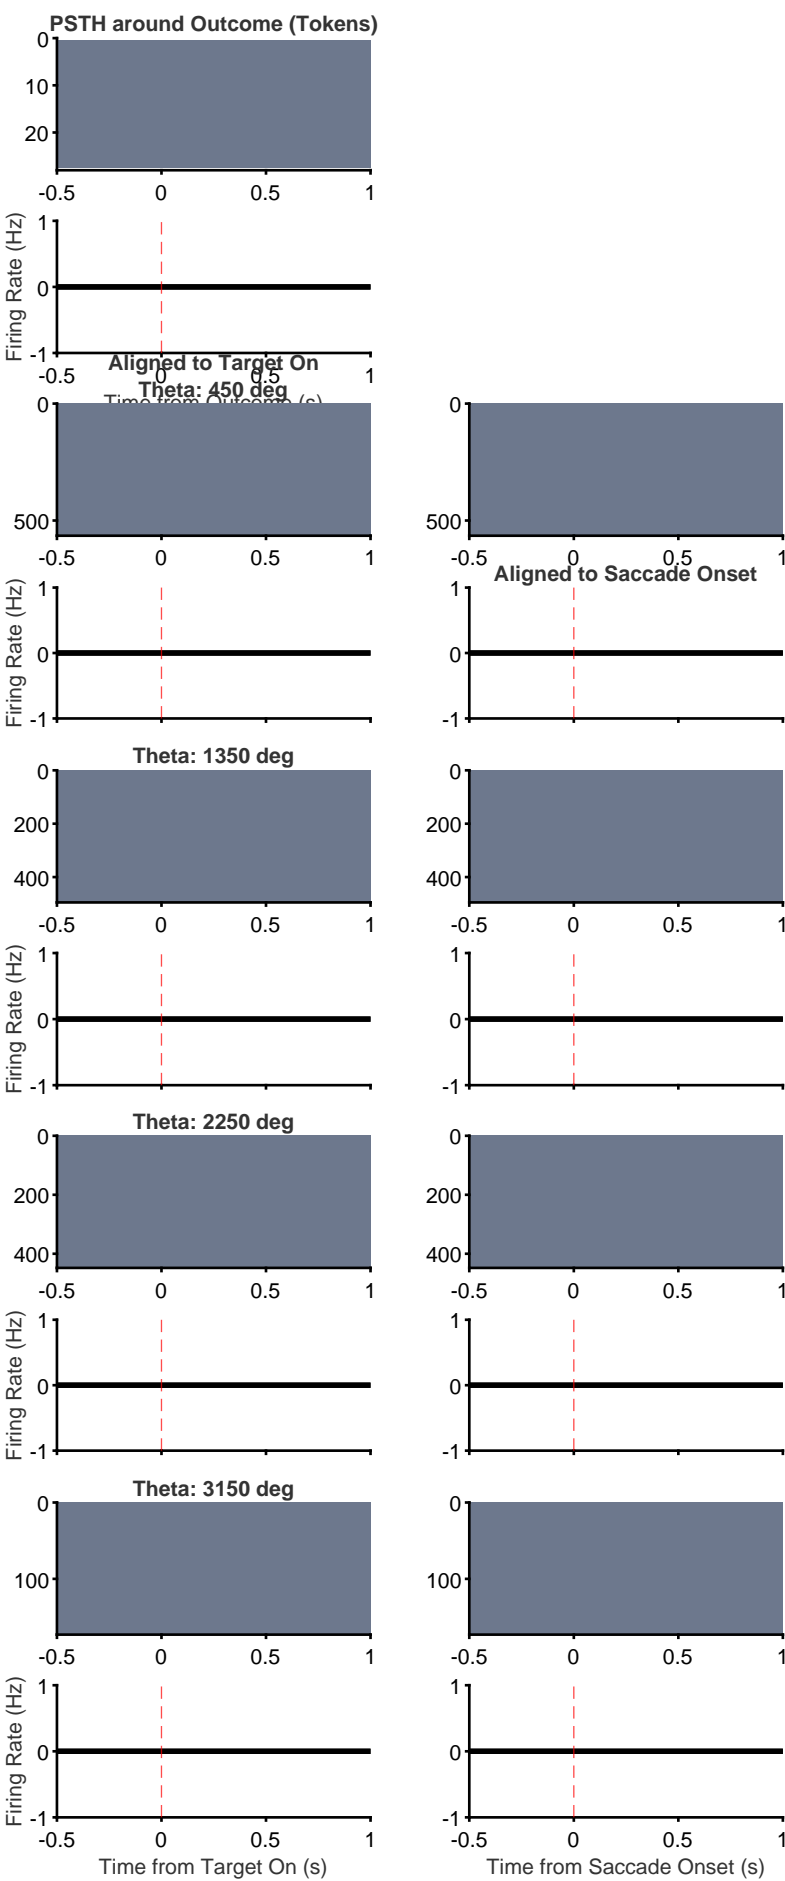 PSTH around Outcome (Tokens)
0
10
20
-0.5 0 0.5 1
Firing Rate (Hz)
1
0
-1
-0.5 0 0.5 1
Time from Outcome (s)
Aligned to Target On
Theta: 450 deg
0
500
-0.5 0 0.5 1
0
500
-0.5 0 0.5 1
Firing Rate (Hz)
1
0
-1
Aligned to Saccade Onset
1
0
-1
Theta: 1350 deg
0
200
400
-0.5 0 0.5 1
0
200
400
-0.5 0 0.5 1
Firing Rate (Hz)
1
0
-1
1
0
-1
Theta: 2250 deg
0
200
400
-0.5 0 0.5 1
0
200
400
-0.5 0 0.5 1
Firing Rate (Hz)
1
0
-1
1
0
-1
Theta: 3150 deg
0
100
-0.5 0 0.5 1
0
100
-0.5 0 0.5 1
Firing Rate (Hz)
1
0
-1
-0.5 0 0.5 1
Time from Target On (s)
1
0
-1
-0.5 0 0.5 1
Time from Saccade Onset (s)